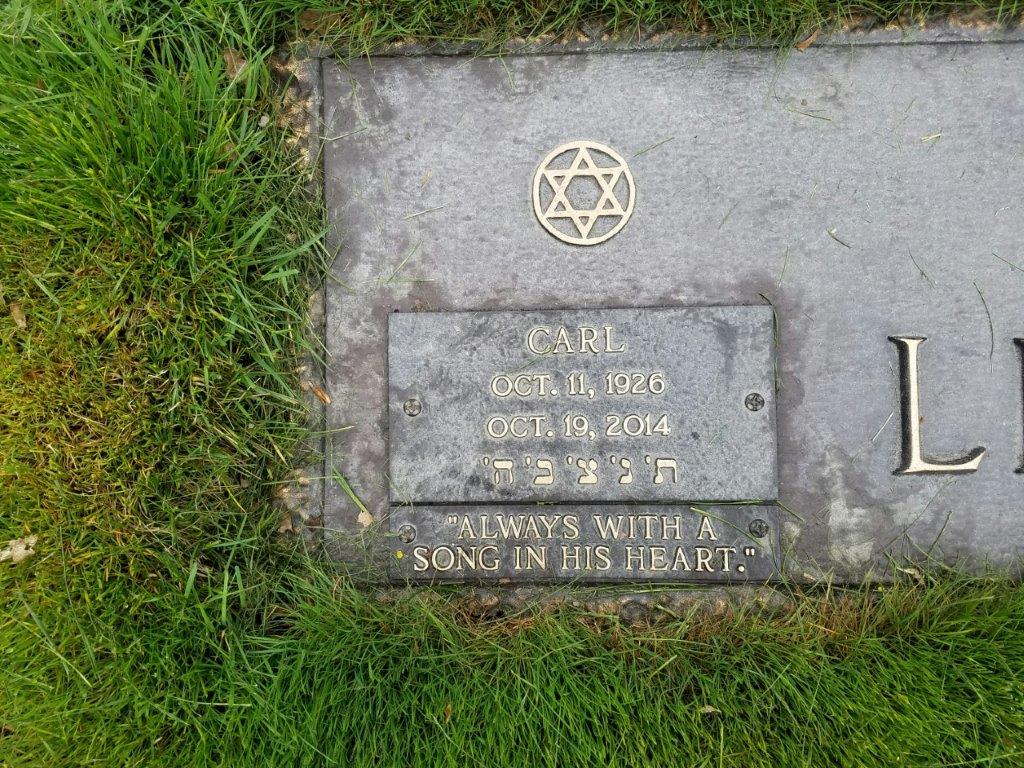 CARL
OCT. 11, 1926
OCT. 19, 2014
ת' נ' צ' ב' ה'
"ALWAYS WITH A
SONG IN HIS HEART."
L